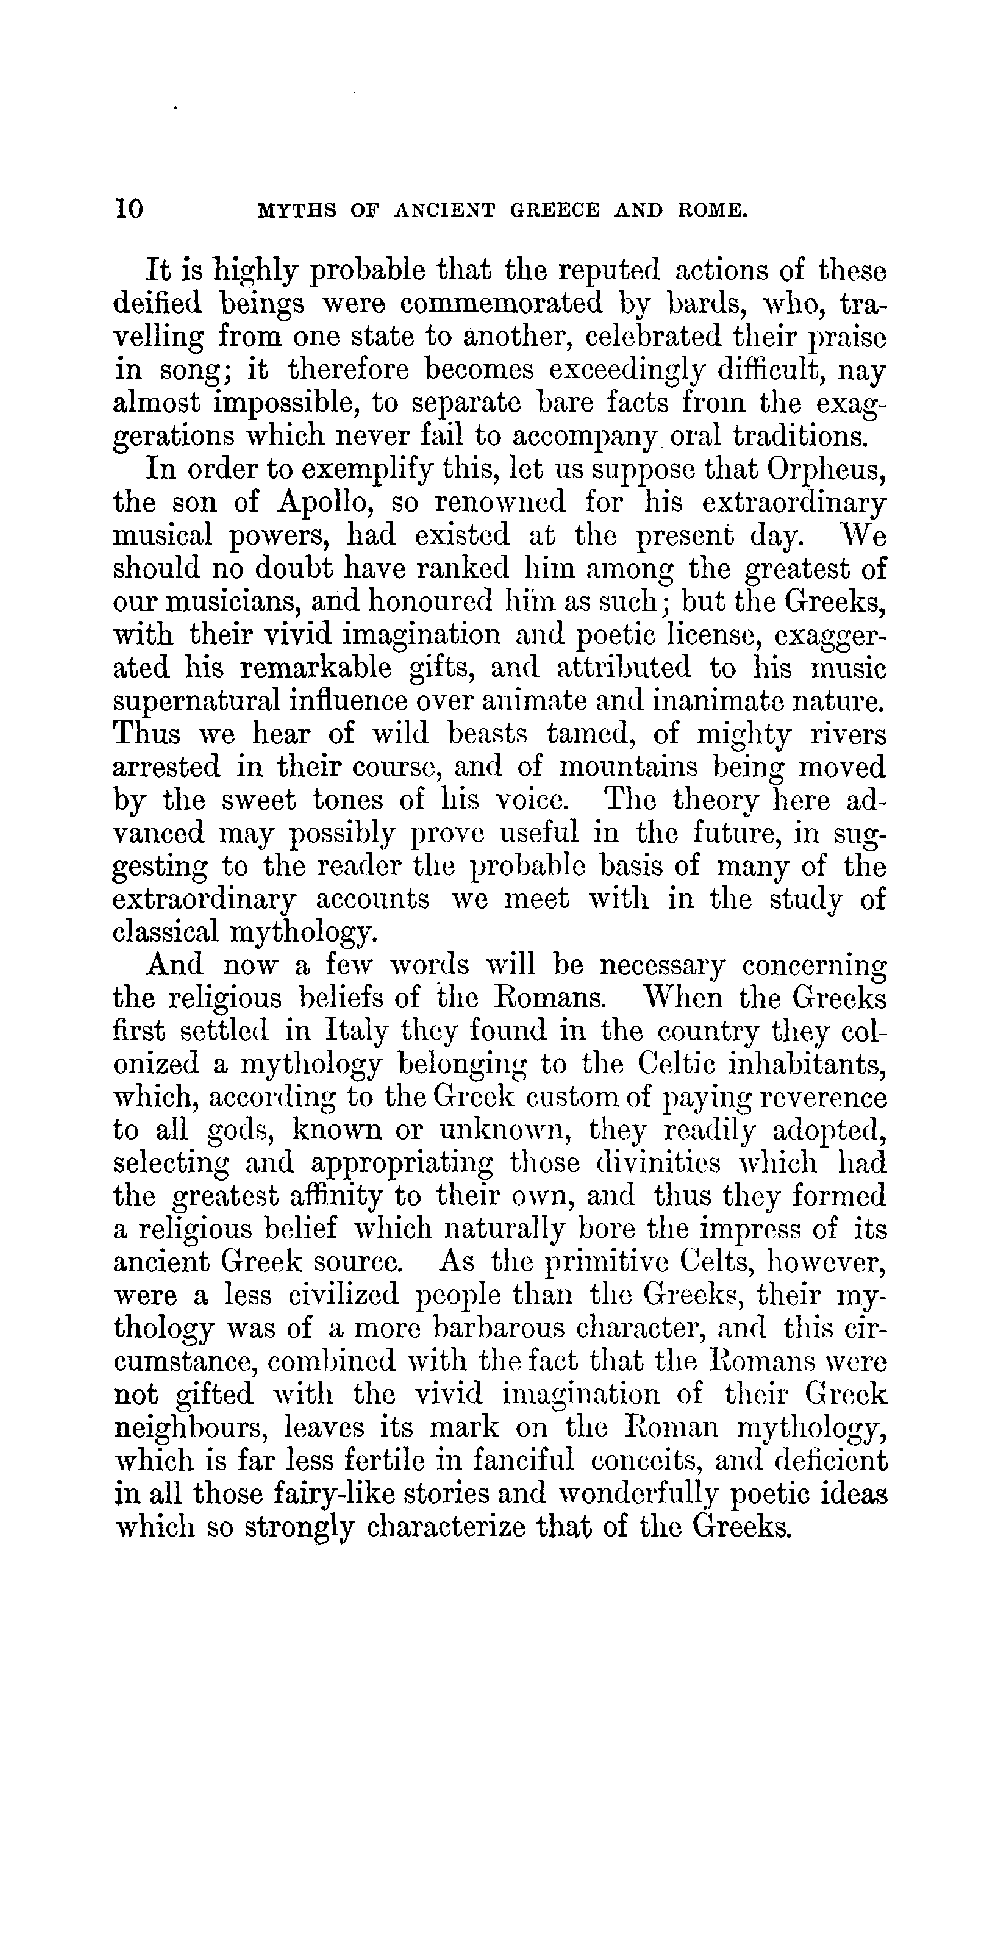 10 MYTHS OF ANCIENT GREECE AND ROME.
It is highly probable that the reputed actions of these
deified beings were commemorated by bards, who, tra-
velling from one state to another, celebrated their praise
in song; it therefore becomes exceedingly difficult, nay
almost impossible, to separate bare facts from the exag-
gerations which never fail to accompany oral traditions.
In order to exemplify this, let us suppose that Orpheus,
the son of Apollo, so renowned for his extraordinary
musical powers, had existed at the present day. We
should no doubt have ranked him among the greatest of
our musicians, and honoured him as such; but the Greeks,
with their vivid imagination and poetic license, exagger-
ated his remarkable gifts, and attributed to his music
supernatural influence over animate and inanimate nature.
Thus we hear of wild beasts tamed, of mighty rivers
arrested in their course, and of mountains being moved
by the sweet tones of his voice. The theory here ad-
vanced may possibly prove useful in the future, in sug-
gesting to the reader the probable basis of many of the
extraordinary accounts we meet with in the study of
classical mythology.
And now a few words will be necessary concerning
the religious beliefs of the Romans. When the Greeks
first settled in Italy they found in the country they col-
onized a mythology belonging to the Celtic inhabitants,
which, according to the Greek custom of paying reverence
to all gods, known or unknown, they readily adopted,
selecting and appropriating those divinities which had
the greatest affinity to their own, and thus they formed
a religious belief which naturally bore the impress of its
ancient Greek source. As the primitive Celts, however,
were a less civilized people than the Greeks, their my-
thology was of a more barbarous character, and this cir-
cumstance, combined with the fact that the Romans were
not gifted with the vivid imagination of their Greek
neighbours, leaves its mark on the Roman mythology,
which is far less fertile in fanciful conceits, and deficient
in all those fairy-like stories and wonderfully poetic ideas
which so strongly characterize that of the Greeks.